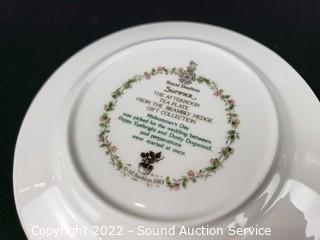 Royal Doulton
SUMMER
THE AFTERNOON
TEA PLATE
FROM THE BRAMBLY HEDGE
GIFT COLLECTION
Midsummer's Day
was picked for the wedding between
Poppy Eyebright and Dusty Dogwood,
and preparations
were started at once.
1983
Copyright 2022 - Sound Auction Service